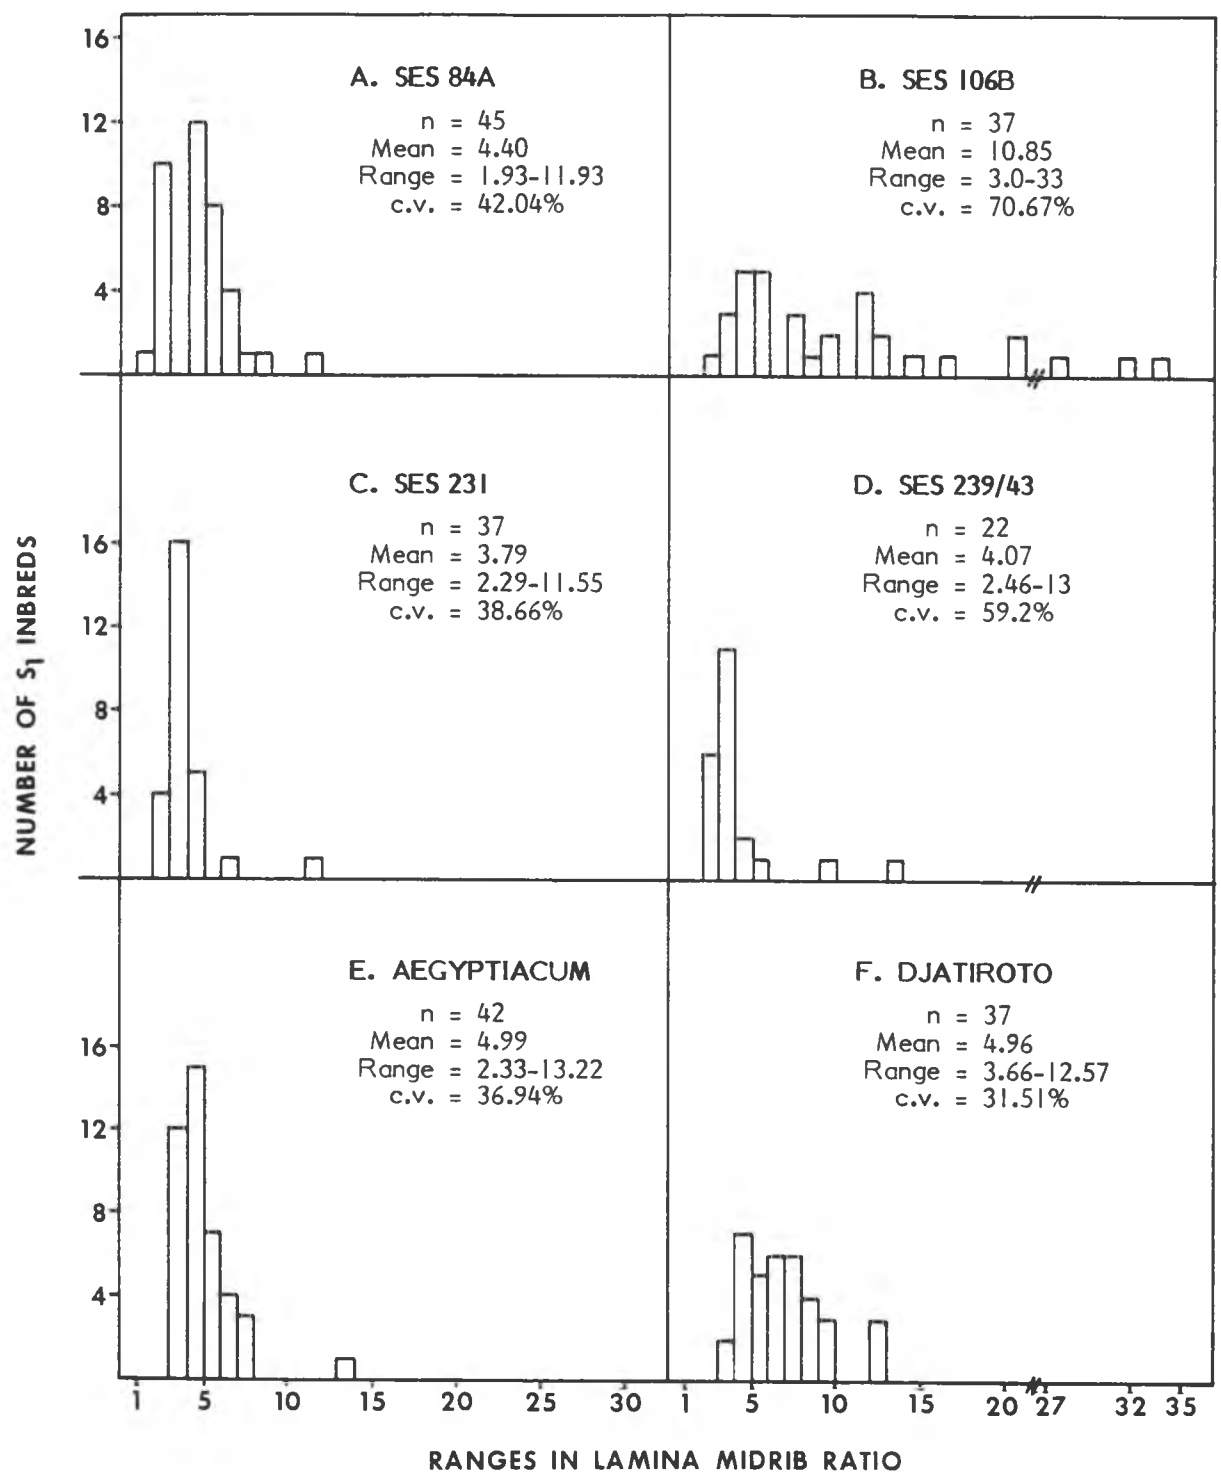 A. SES 84A
n = 45
Mean = 4.40
Range = 1.93-11.93
c.v. = 42.04%
16
12
8
4
B. SES 106B
n = 37
Mean = 10.85
Range = 3.0-33
c.v. = 70.67%
C. SES 231
n = 37
Mean = 3.79
Range = 2.29-11.55
c.v. = 38.66%
16
12
8
4
D. SES 239/43
n = 22
Mean = 4.07
Range = 2.46-13
c.v. = 59.2%
NUMBER OF S1 INBREDS
E. AEGYPTIACUM
n = 42
Mean = 4.99
Range = 2.33-13.22
c.v. = 36.94%
16
12
8
4
F. DJATIROTO
n = 37
Mean = 4.96
Range = 3.66-12.57
c.v. = 31.51%
1 5 10 15 20 25 30 1 5 10 15 20 27 32 35
RANGES IN LAMINA MIDRIB RATIO